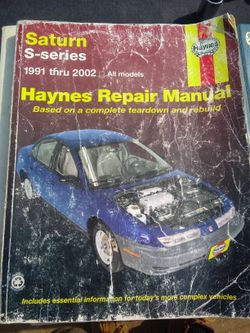 Saturn
S-series
1991 thru 2002 All models
Haynes
Haynes Repair Manual
Based on a complete teardown and rebuild
Includes essential information for today's more complex vehicles